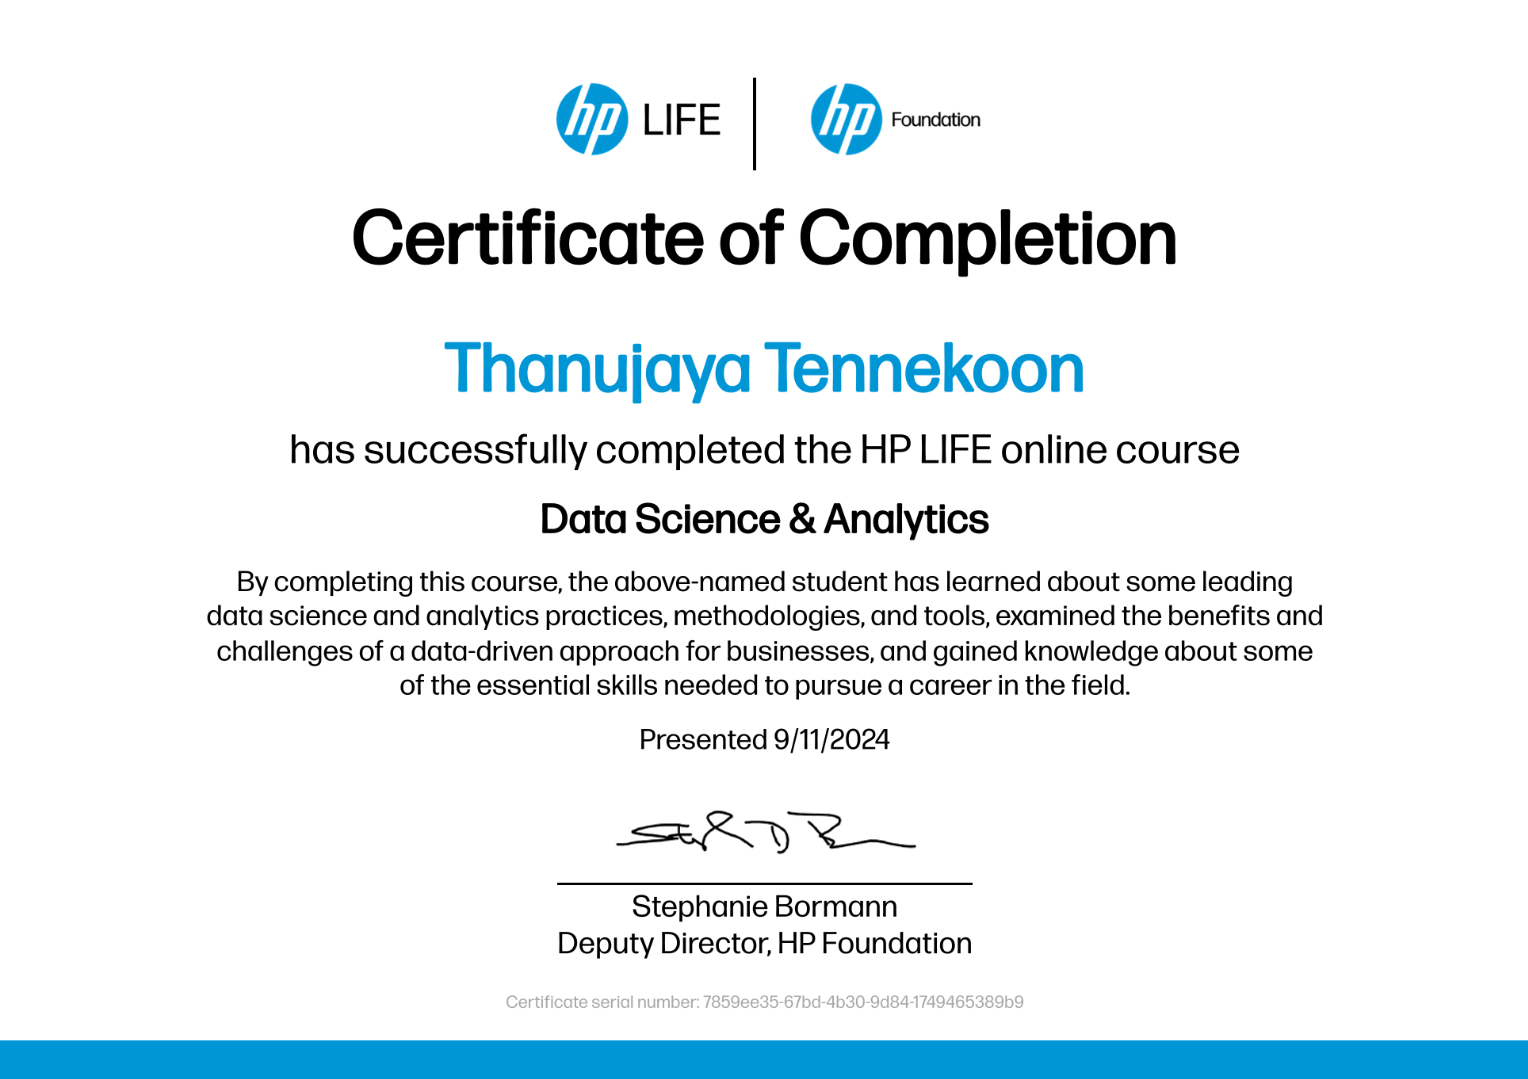 hp LIFE | hp Foundation
Certificate of Completion
Thanujaya Tennekoon
has successfully completed the HP LIFE online course
Data Science & Analytics
By completing this course, the above-named student has learned about some leading
data science and analytics practices, methodologies, and tools, examined the benefits and
challenges of a data-driven approach for businesses, and gained knowledge about some
of the essential skills needed to pursue a career in the field.
Presented 9/11/2024
Stephanie Bormann
Deputy Director, HP Foundation
Certificate serial number: 7859ee35-67bd-4b30-9d84-1749465389b9